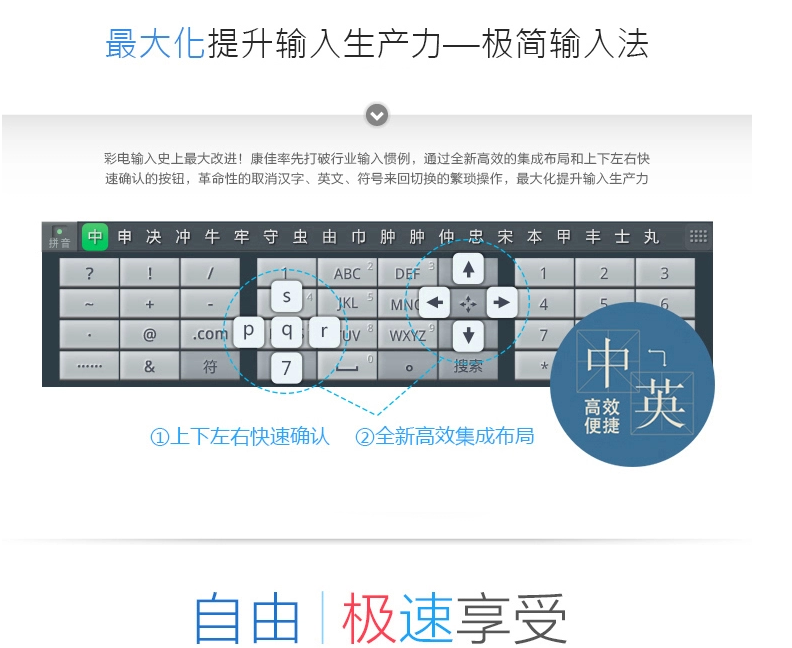 最大化提升输入生产力—极简输入法
彩电输入史上最大改进！康佳率先打破行业输入惯例，通过全新高效的集成布局和上下左右快
速确认的按钮，革命性的取消汉字、英文、符号来回切换的繁琐操作，最大化提升输入生产力
拼音 中 申 决 冲 牛 军 守 虫 由 巾 肿 肿 仲 忠 宋 本 甲 丰 士 丸
? ! / 1 ABC 2 DEF 3 1 2 3
~ + - s 4 JKL 5 MNO 4 5 6
· @ .com p q r TUV 8 WXYZ 9 7
…… & 符 7 0 。 搜索 *
中
英
高效
便捷
①上下左右快速确认 ②全新高效集成布局
自由 | 极速享受